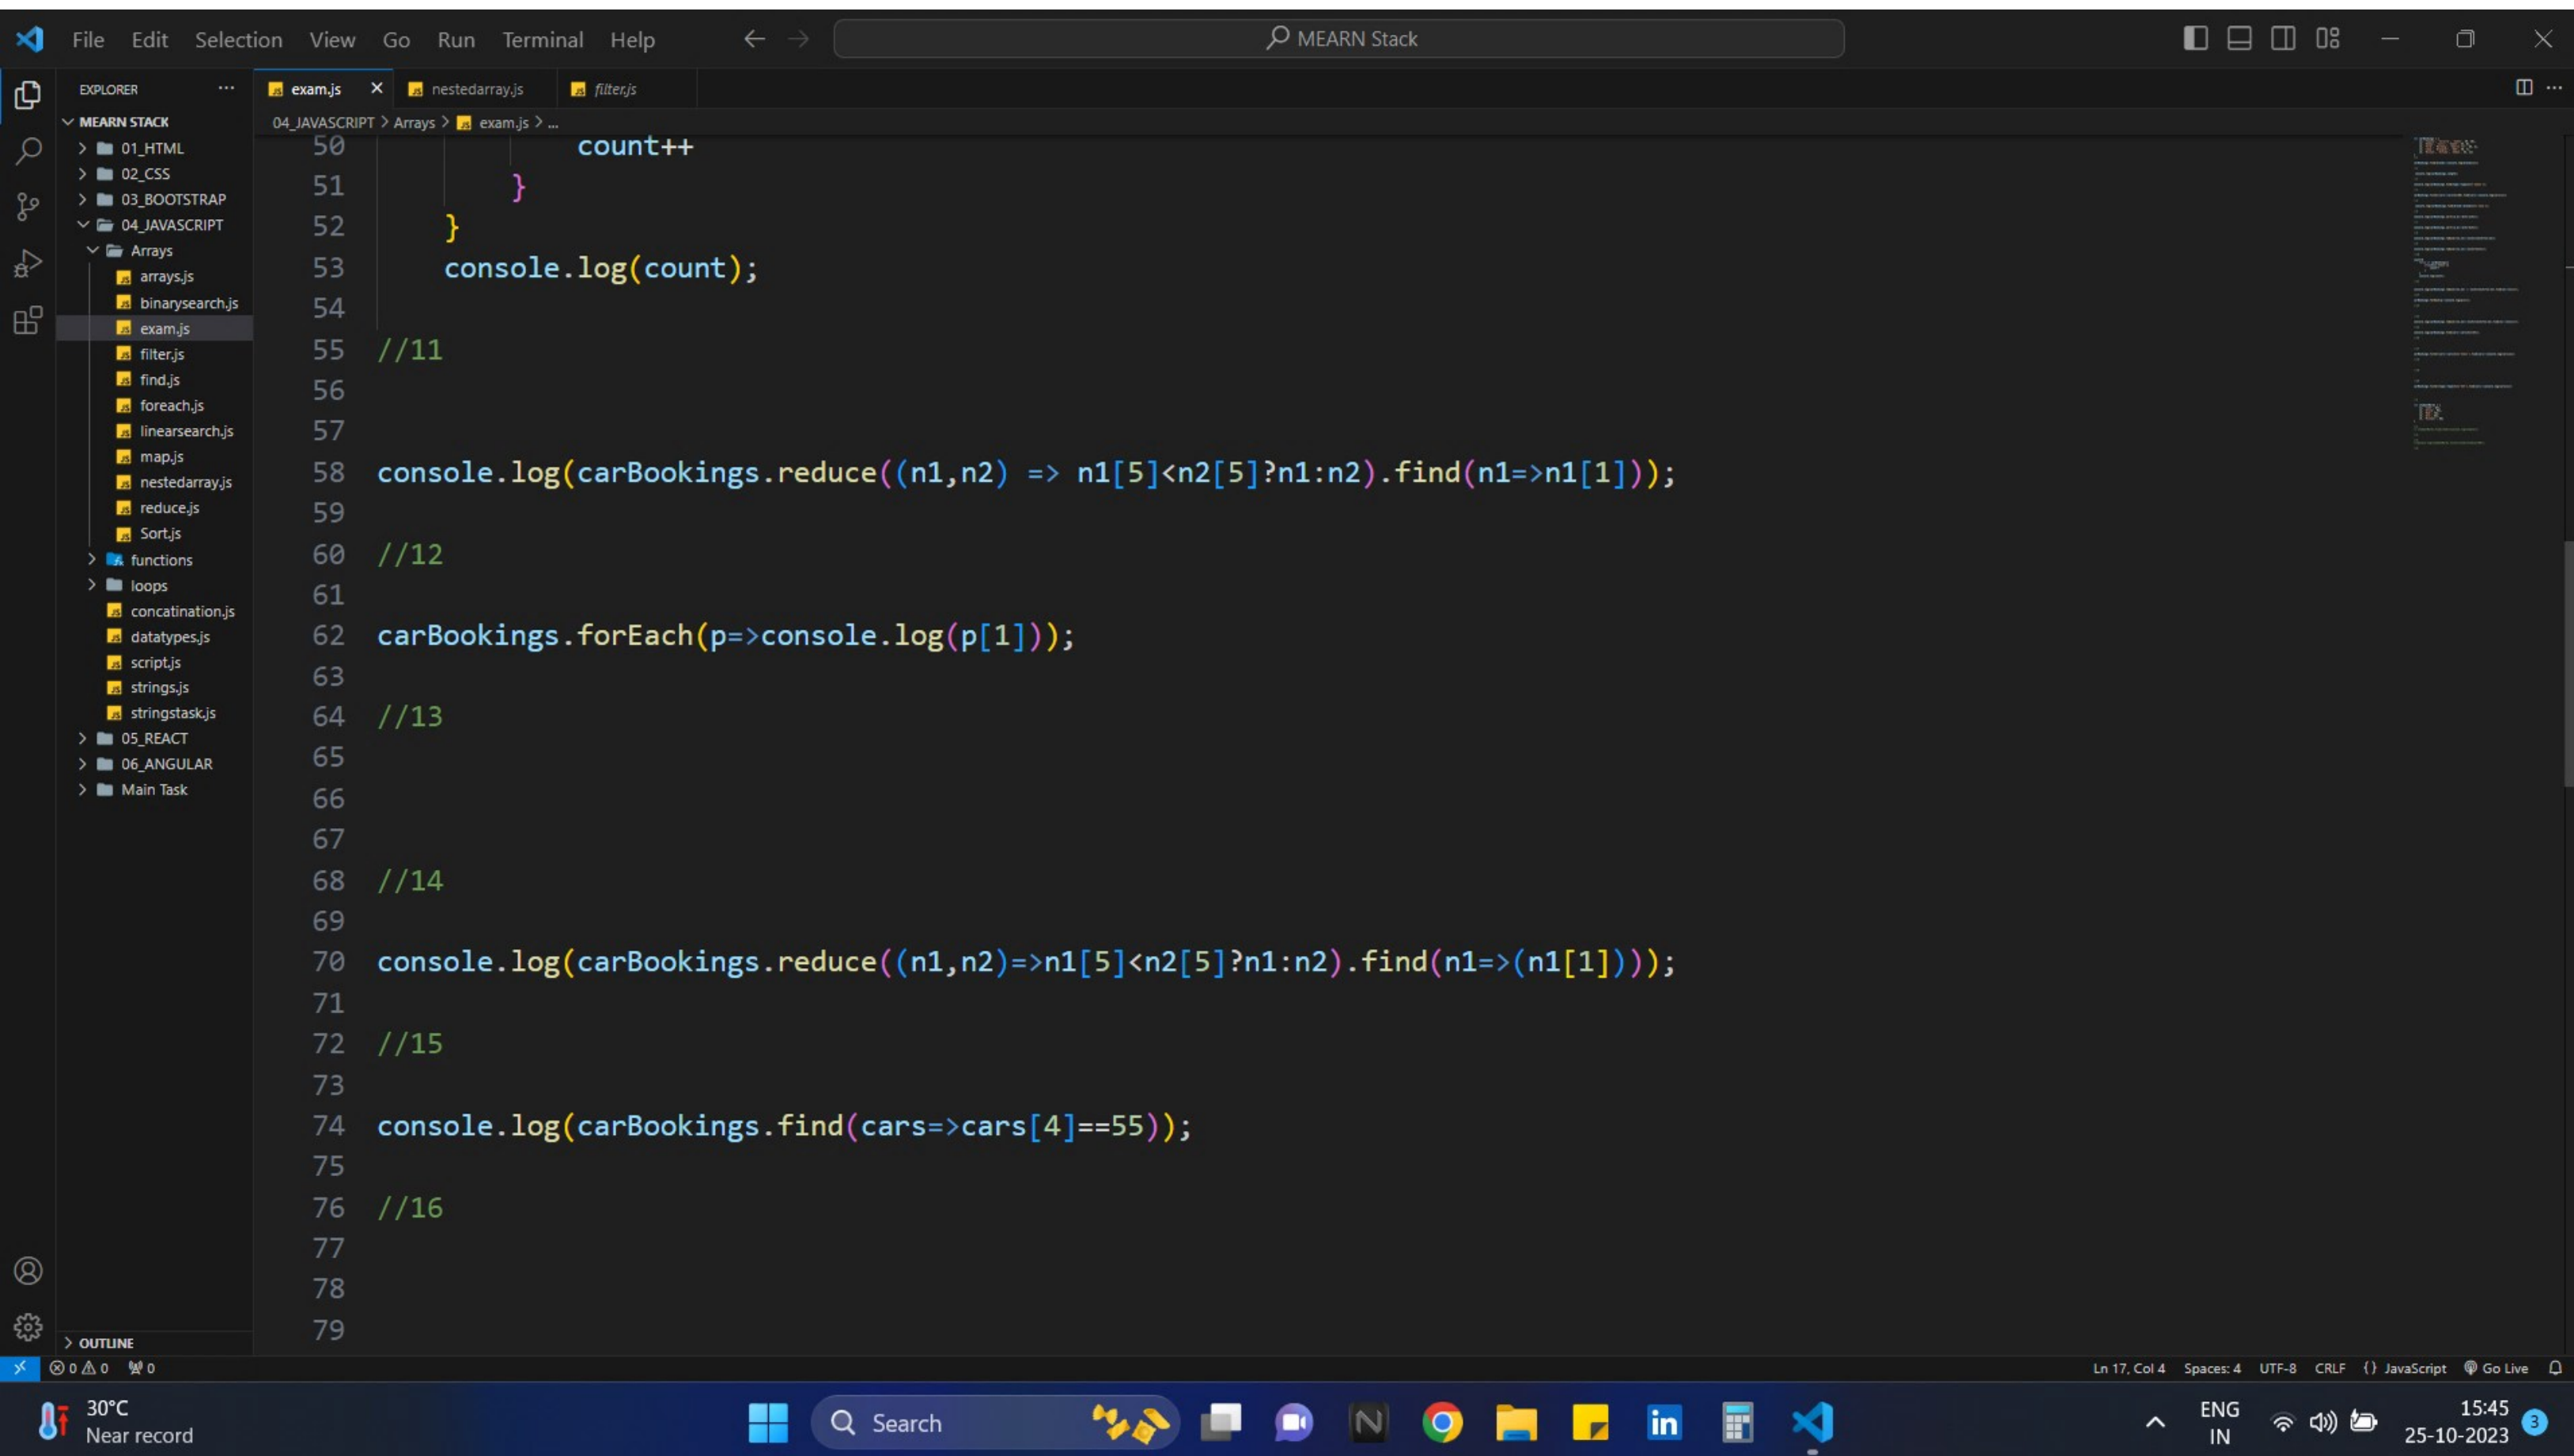 File Edit Selection View Go Run Terminal Help
MEARN Stack
EXPLORER
exam.js
nestedarray.js
filter.js
MEARN STACK
04_JAVASCRIPT > Arrays > exam.js > ...
01_HTML
02_CSS
03_BOOTSTRAP
04_JAVASCRIPT
Arrays
arrays.js
binarysearch.js
exam.js
filter.js
find.js
foreach.js
linearsearch.js
map.js
nestedarray.js
reduce.js
Sort.js
functions
loops
concatination.js
datatypes.js
script.js
strings.js
stringstask.js
05_REACT
06_ANGULAR
Main Task
OUTLINE
50 count++
51 }
52 }
53 console.log(count);
54
55 //11
56
57
58 console.log(carBookings.reduce((n1,n2) => n1[5]<n2[5]?n1:n2).find(n1=>n1[1]));
59
60 //12
61
62 carBookings.forEach(p=>console.log(p[1]));
63
64 //13
65
66
67
68 //14
69
70 console.log(carBookings.reduce((n1,n2)=>n1[5]<n2[5]?n1:n2).find(n1=>(n1[1])));
71
72 //15
73
74 console.log(carBookings.find(cars=>cars[4]==55));
75
76 //16
77
78
79
0 0 0
Ln 17, Col 4 Spaces: 4 UTF-8 CRLF {} JavaScript Go Live
30°C
Near record
Search
ENG
IN
15:45
25-10-2023
3